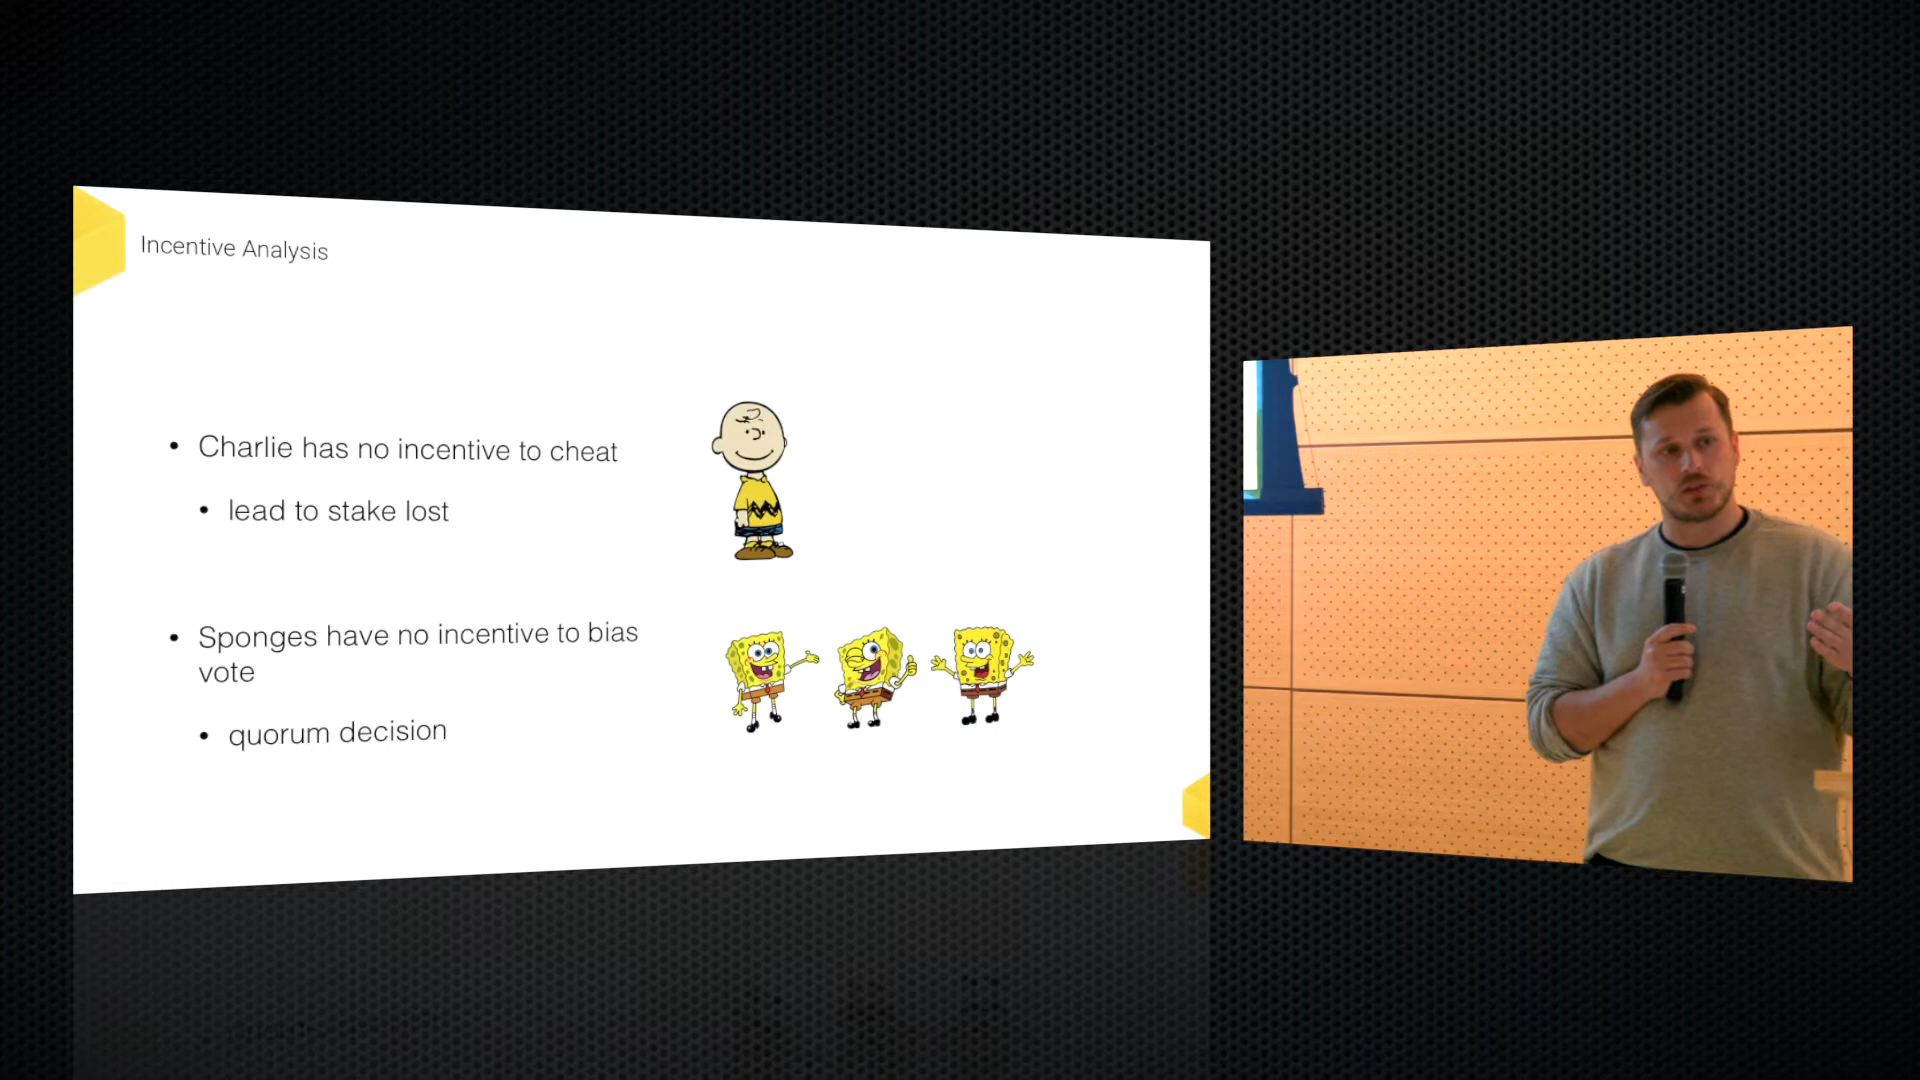 Incentive Analysis
• Charlie has no incentive to cheat
• lead to stake lost
• Sponges have no incentive to bias
vote
• quorum decision